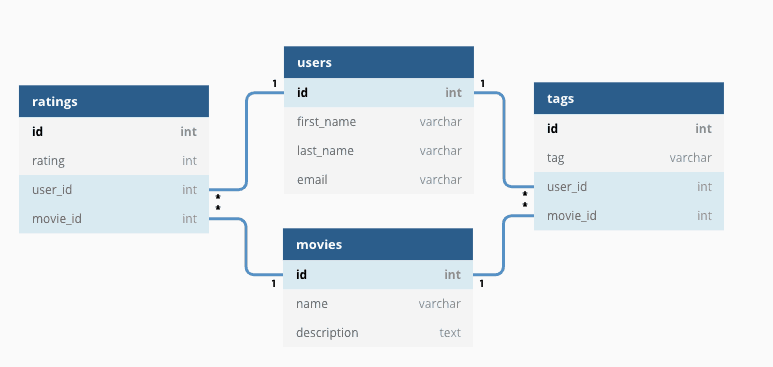 ratings
id int
rating int
user_id int
movie_id int
*
*
1
users
1
id int
first_name varchar
last_name varchar
email varchar
movies
id int
1
1
name varchar
description text
tags
id int
tag varchar
user_id int
movie_id int
*
*